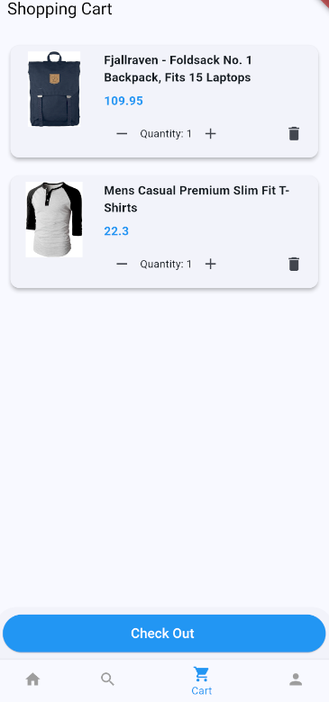 Shopping Cart
Fjallraven - Foldsack No. 1
Backpack, Fits 15 Laptops
109.95
Quantity: 1
Mens Casual Premium Slim Fit T-
Shirts
22.3
Quantity: 1
Check Out
Cart